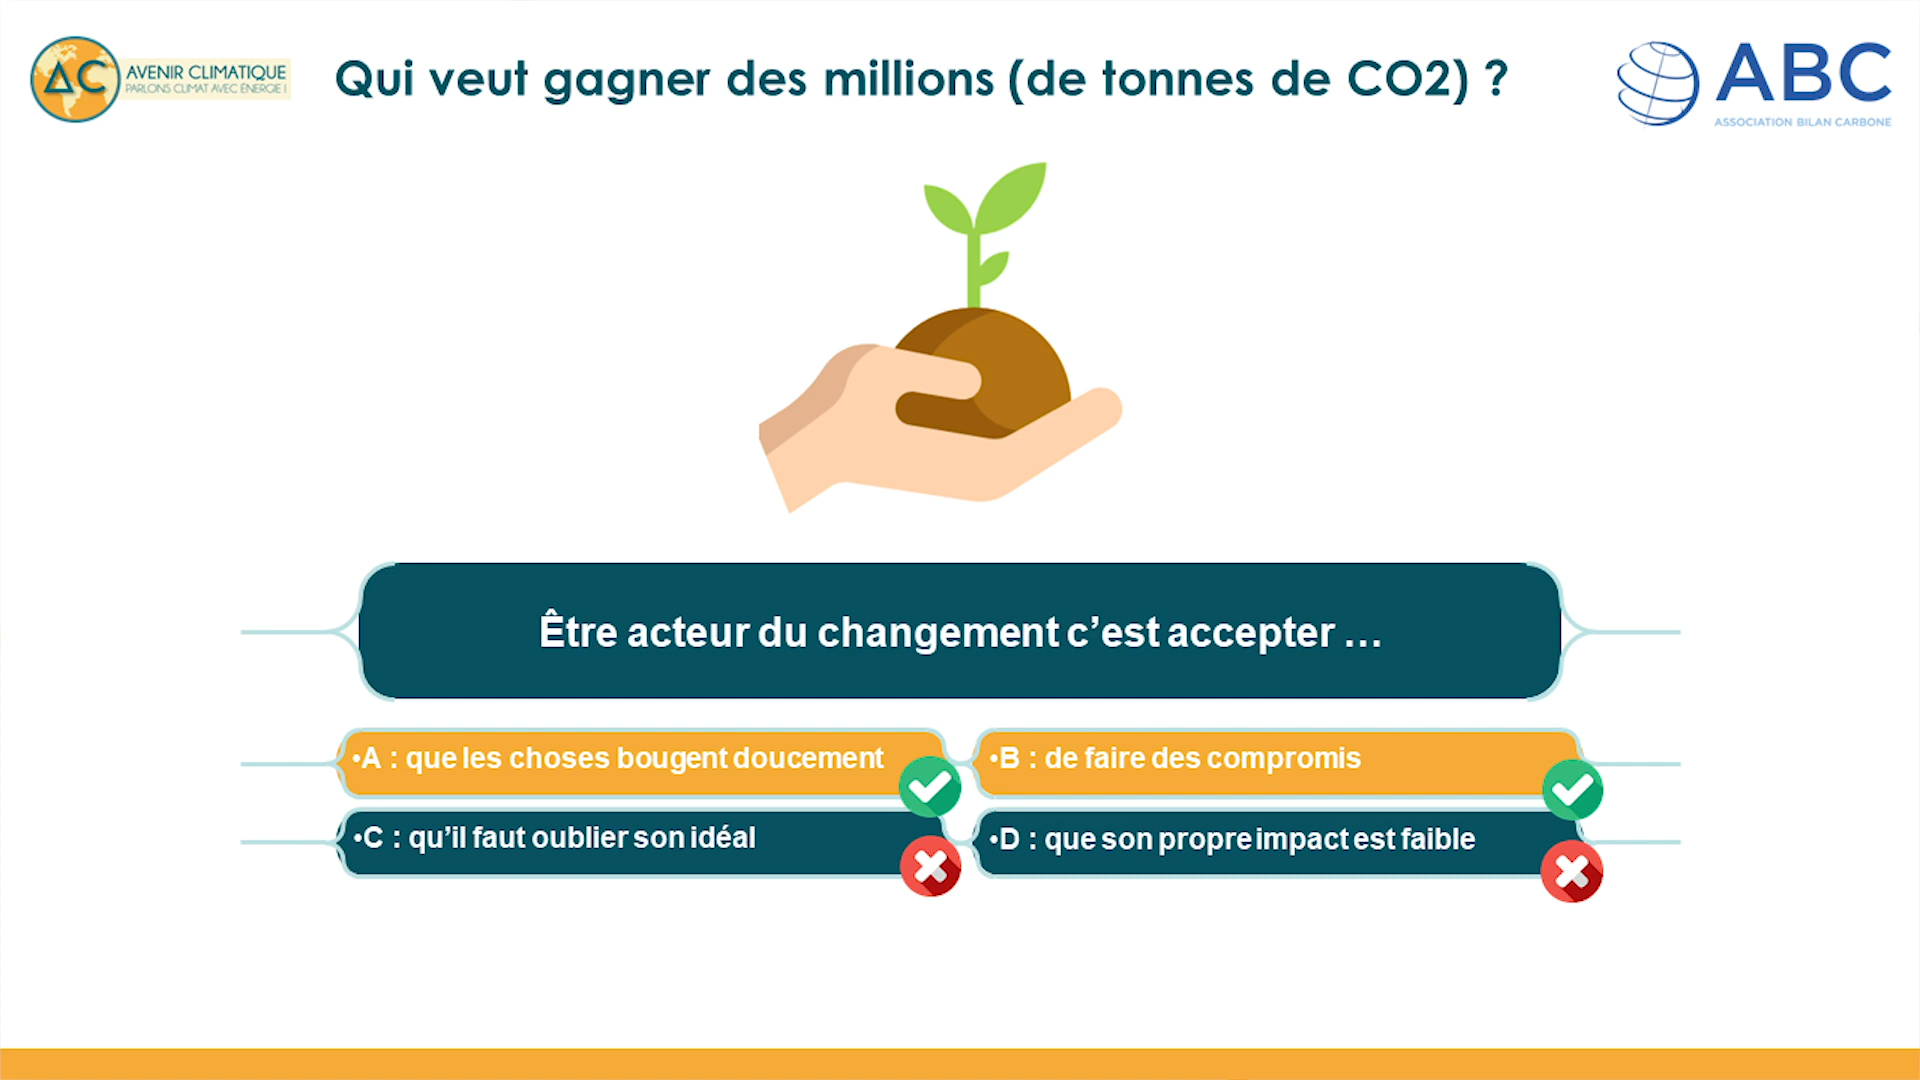 AC
AVENIR CLIMATIQUE
PARLONS CLIMAT AVEC ÉNERGIE !
Qui veut gagner des millions (de tonnes de CO2) ?
ABC
ASSOCIATION BILAN CARBONE
Être acteur du changement c’est accepter …
•A : que les choses bougent doucement
•B : de faire des compromis
•C : qu’il faut oublier son idéal
•D : que son propre impact est faible